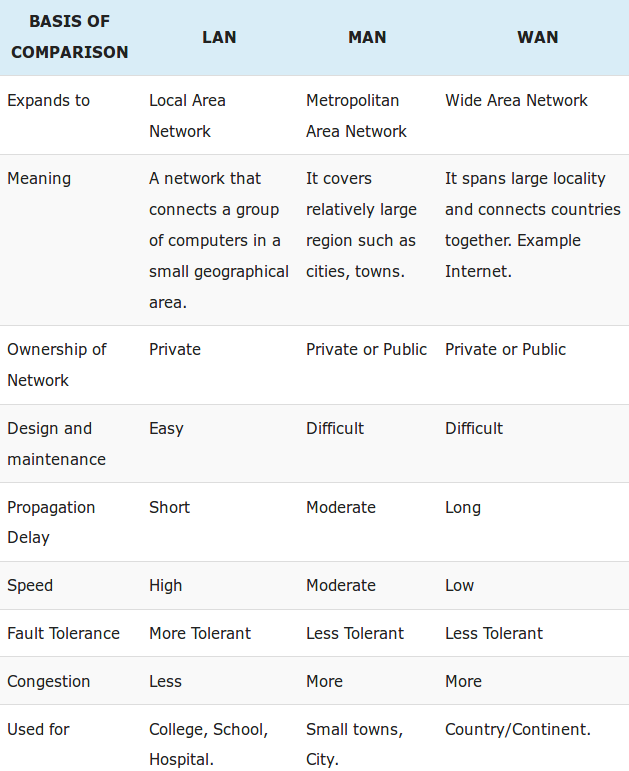 BASIS OF COMPARISON LAN MAN WAN
Expands to Local Area Metropolitan Wide Area Network
Network Area Network
Meaning A network that It covers It spans large locality
connects a group relatively large and connects countries
of computers in a region such as together. Example
small geographical cities, towns. Internet.
area.
Ownership of Private Private or Public Private or Public
Network
Design and Easy Difficult Difficult
maintenance
Propagation Short Moderate Long
Delay
Speed High Moderate Low
Fault Tolerance More Tolerant Less Tolerant Less Tolerant
Congestion Less More More
Used for College, School, Small towns, Country/Continent.
Hospital. City.